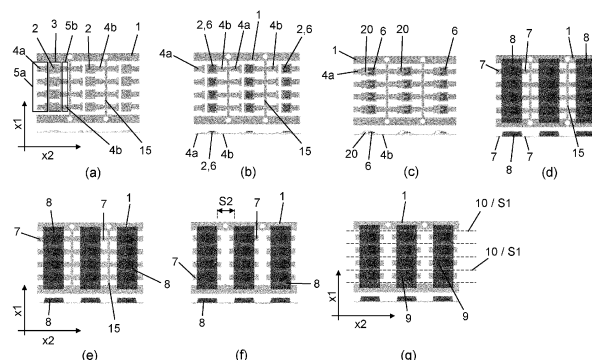 2 3 5b 2 4b 1
4a
5a
x1
x2
4b 15
(a)
2,6 4b 4a 1 4b 2,6
4a
4a 4b 15
2,6
(b)
20 6 20 6
1
4a
20 4b 15
6
(c)
8 1 8
7 7
15
7 7
8
(d)
8 7 1
7
8
x1
15
8
x2
(e)
S2 7 1
7
8
8
(f)
1
10 / S1
10 / S1
x1
x2 9 9
(g)